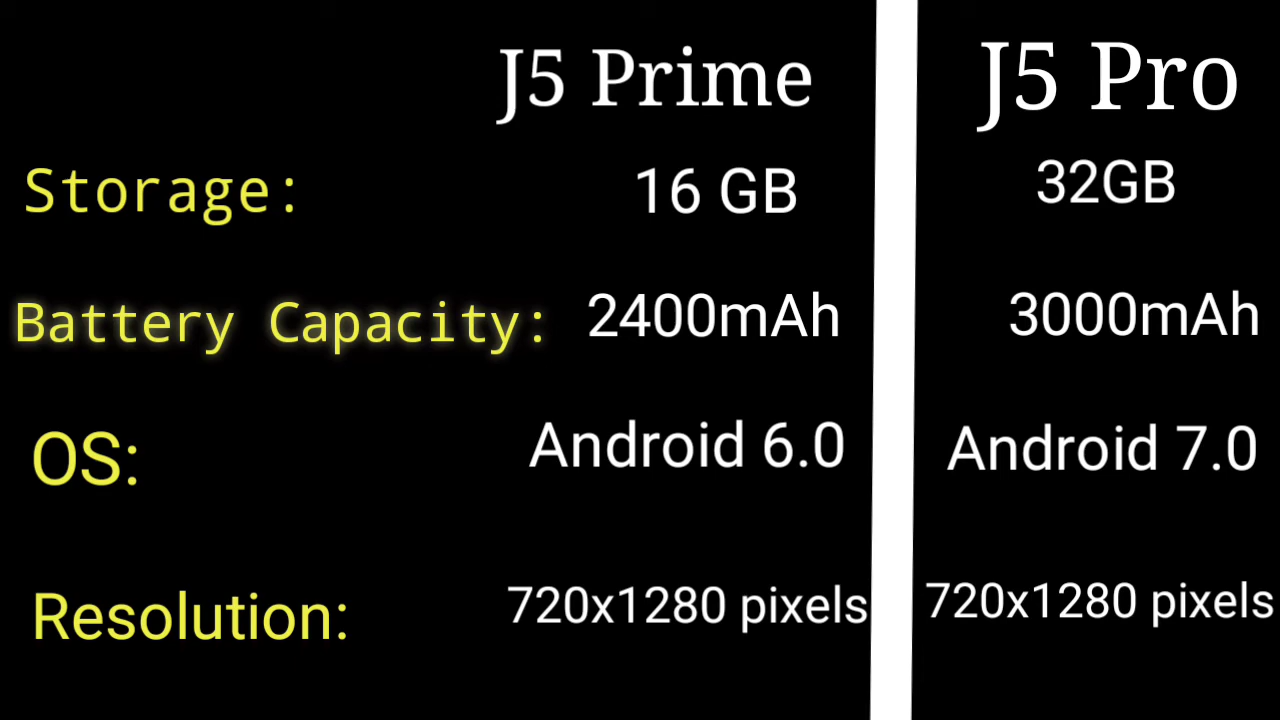 J5 Prime J5 Pro
Storage: 16 GB 32GB
Battery Capacity: 2400mAh 3000mAh
OS: Android 6.0 Android 7.0
Resolution: 720x1280 pixels 720x1280 pixels